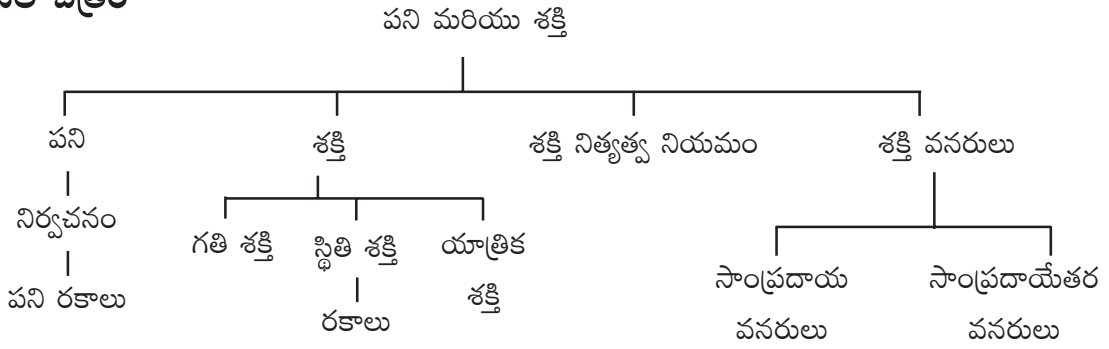 పని మరియు శక్తి
పని
శక్తి
శక్తి నిత్యత్వ నియమం
శక్తి వనరులు
నిర్వచనం
గతి శక్తి
స్థితి శక్తి
యాత్రిక
శక్తి
పని రకాలు
రకాలు
సాంప్రదాయ
వనరులు
సాంప్రదాయేతర
వనరులు